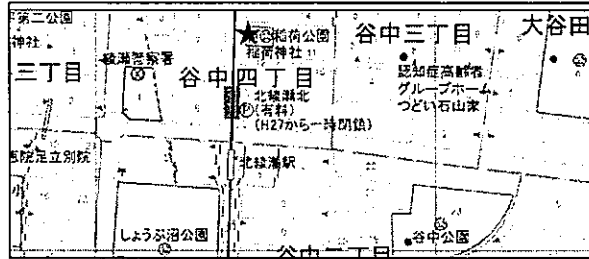 第二公園
神社
三丁目
綾瀬警察署
谷中四丁目
稲荷公園
稲荷神社
谷中三丁目
大谷田
認知症高齢者
グループホーム
つどい石山家
北綾瀬北
(有料)
(H27から一時閉鎖)
足立別院
北綾瀬駅
しょうぶ沼公園
谷中公園
谷中二丁目